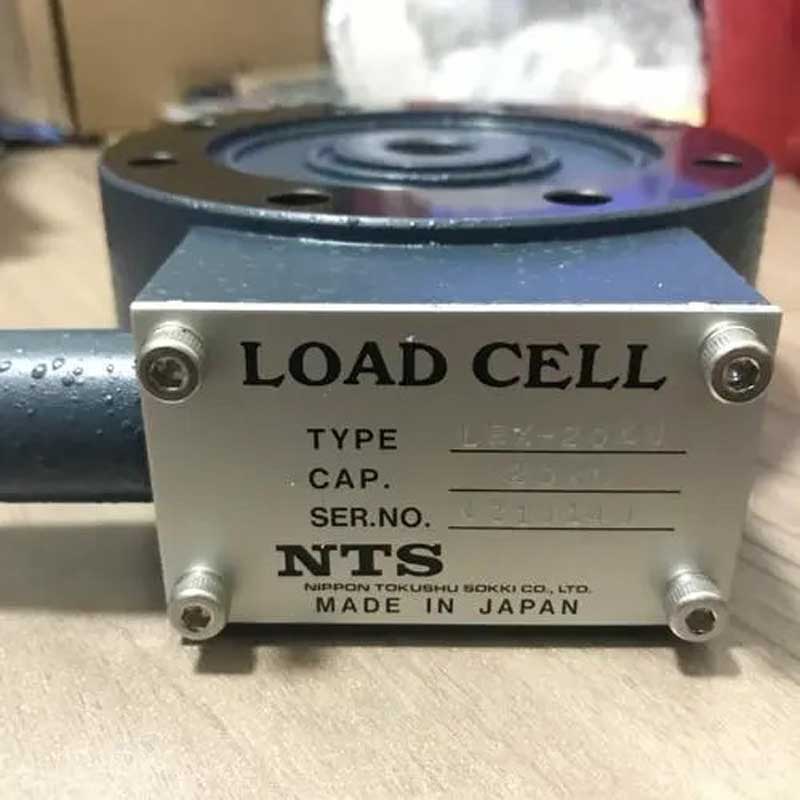 LOAD CELL
TYPE
CAP.
SER.NO.
NTS
NIPPON TOKUSHU SOKKI CO., LTD.
MADE IN JAPAN